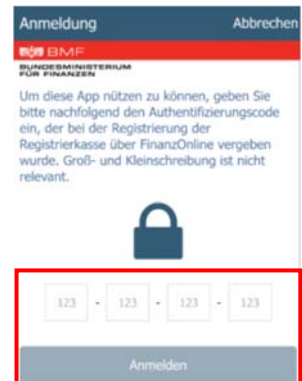 Anmeldung Abbrechen
BMF
BUNDESMINISTERIUM
FÜR FINANZEN
Um diese App nützen zu können, geben Sie
bitte nachfolgend den Authentifizierungscode
ein, der bei der Registrierung der
Registrierkasse über FinanzOnline vergeben
wurde. Groß- und Kleinschreibung ist nicht
relevant.
123 - 123 - 123 - 123
Anmelden